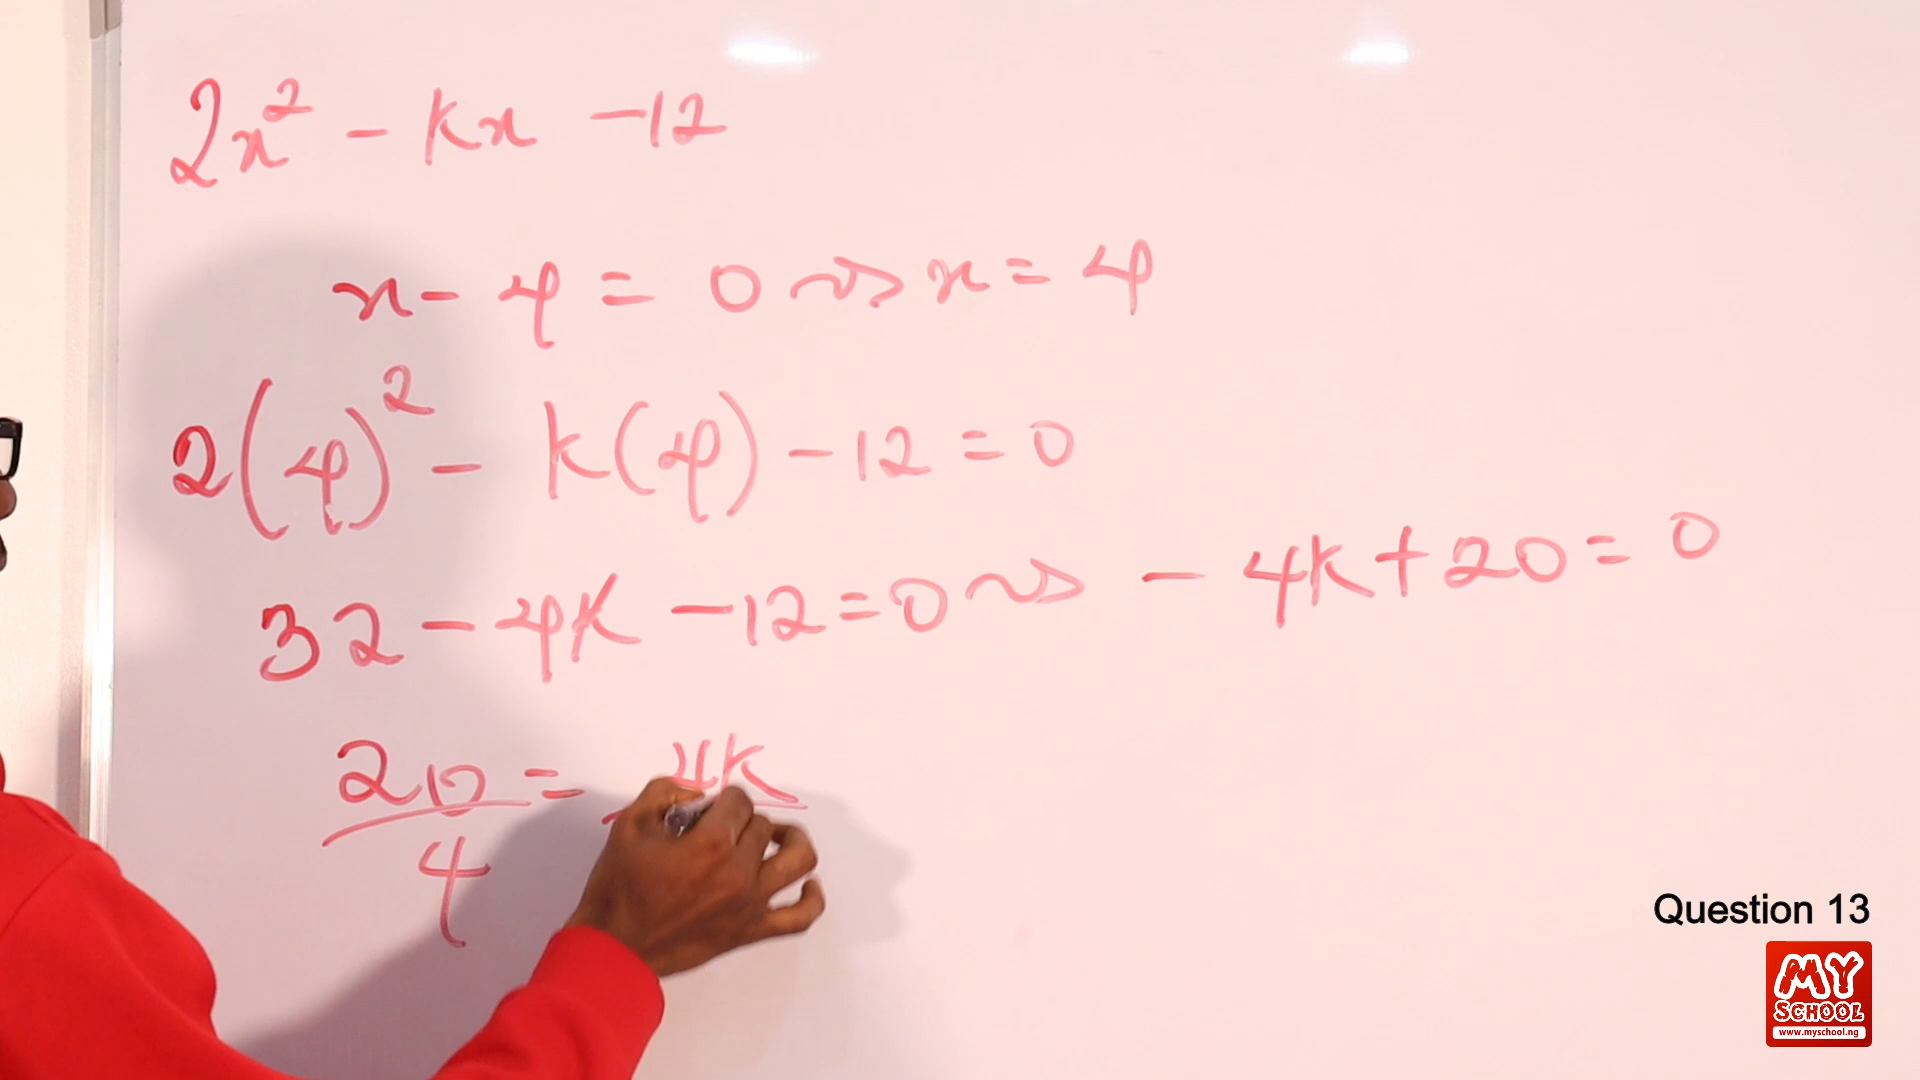 2x² - kx - 12
x - 4 = 0 ⇝ x = 4
2(4)² - k(4) - 12 = 0
32 - 4k - 12 = 0 ⇝ - 4k + 20 = 0
20 = 4k
4
Question 13
MY
SCHOOL
www.myschool.ng